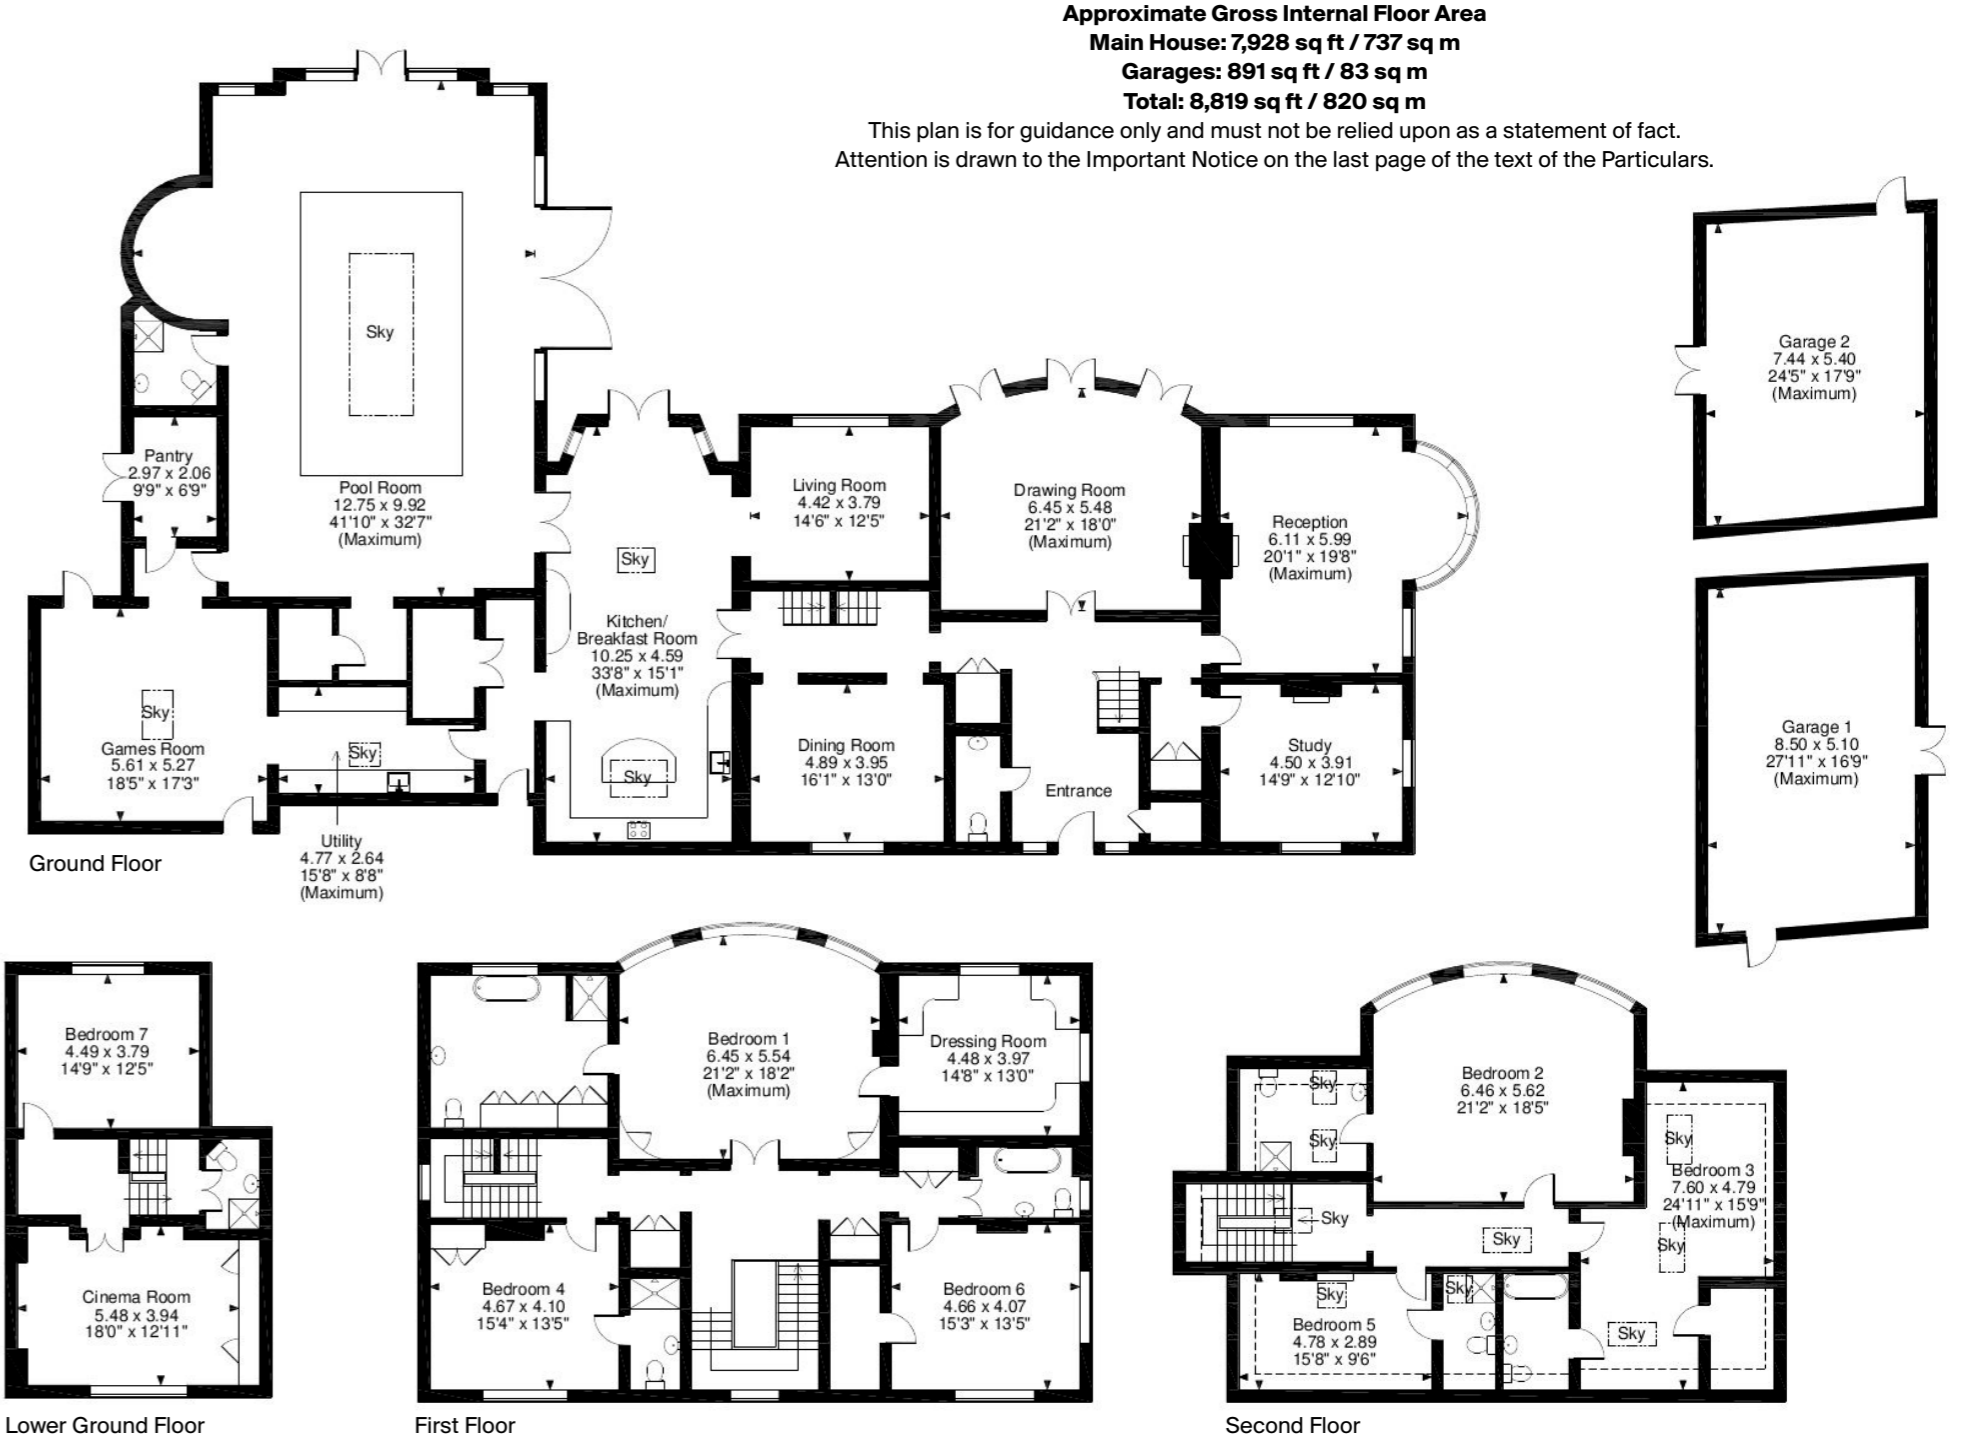 Approximate Gross Internal Floor Area
Main House: 7,928 sq ft / 737 sq m
Garages: 891 sq ft / 83 sq m
Total: 8,819 sq ft / 820 sq m
This plan is for guidance only and must not be relied upon as a statement of fact.
Attention is drawn to the Important Notice on the last page of the text of the Particulars.
Sky
Pantry
2.97 x 2.06
9'9" x 6'9"
Pool Room
12.75 x 9.92
41'10" x 32'7"
(Maximum)
Sky
Kitchen/
Breakfast Room
10.25 x 4.59
33'8" x 15'1"
(Maximum)
Sky
Living Room
4.42 x 3.79
14'6" x 12'5"
Drawing Room
6.45 x 5.48
21'2" x 18'0"
(Maximum)
Reception
6.11 x 5.99
20'1" x 19'8"
(Maximum)
Sky
Games Room
5.61 x 5.27
18'5" x 17'3"
Sky
Utility
4.77 x 2.64
15'8" x 8'8"
(Maximum)
Dining Room
4.89 x 3.95
16'1" x 13'0"
Entrance
Study
4.50 x 3.91
14'9" x 12'10"
Ground Floor
Garage 2
7.44 x 5.40
24'5" x 17'9"
(Maximum)
Garage 1
8.50 x 5.10
27'11" x 16'9"
(Maximum)
Bedroom 7
4.49 x 3.79
14'9" x 12'5"
Cinema Room
5.48 x 3.94
18'0" x 12'11"
Lower Ground Floor
Bedroom 1
6.45 x 5.54
21'2" x 18'2"
(Maximum)
Dressing Room
4.48 x 3.97
14'8" x 13'0"
Bedroom 4
4.67 x 4.10
15'4" x 13'5"
Bedroom 6
4.66 x 4.07
15'3" x 13'5"
First Floor
Sky
Sky
Bedroom 2
6.46 x 5.62
21'2" x 18'5"
Sky
Bedroom 3
7.60 x 4.79
24'11" x 15'9"
(Maximum)
Sky
Sky
Sky
Sky
Bedroom 5
4.78 x 2.89
15'8" x 9'6"
Sky
Sky
Second Floor